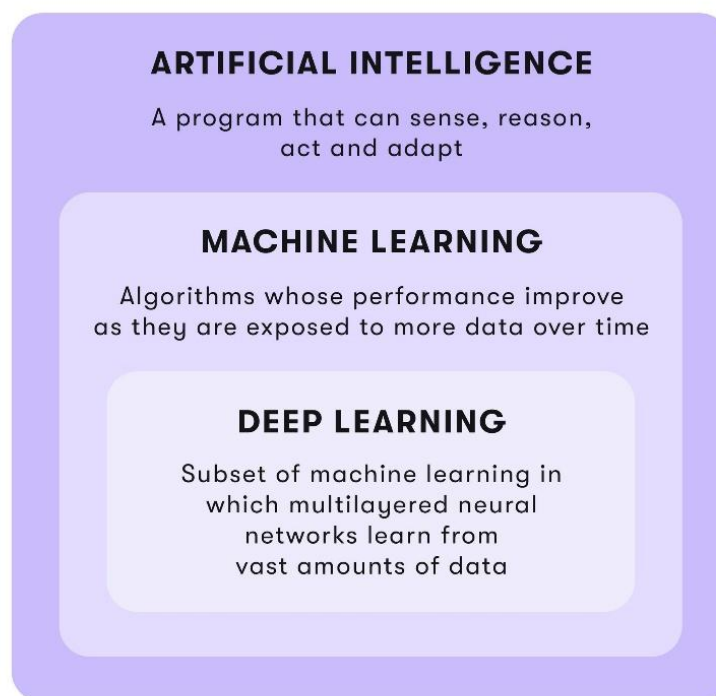 ARTIFICIAL INTELLIGENCE
A program that can sense, reason,
act and adapt
MACHINE LEARNING
Algorithms whose performance improve
as they are exposed to more data over time
DEEP LEARNING
Subset of machine learning in
which multilayered neural
networks learn from
vast amounts of data